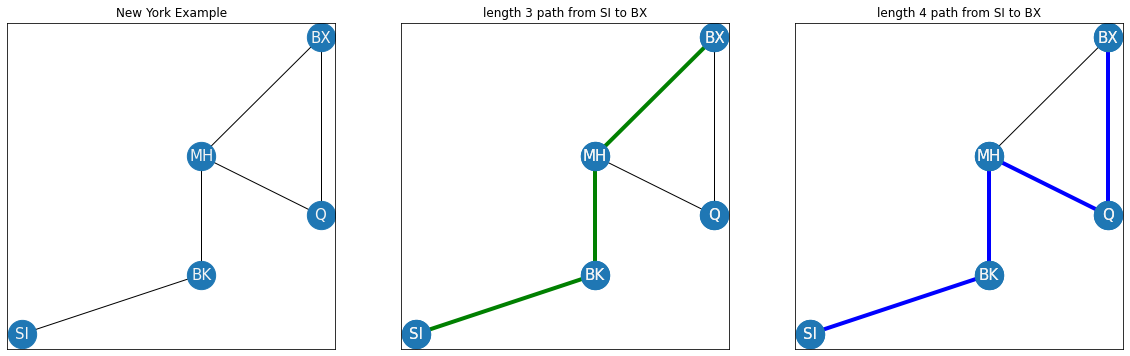 New York Example
BX
MH
Q
BK
SI
length 3 path from SI to BX
BX
MH
Q
BK
SI
length 4 path from SI to BX
BX
MH
Q
BK
SI